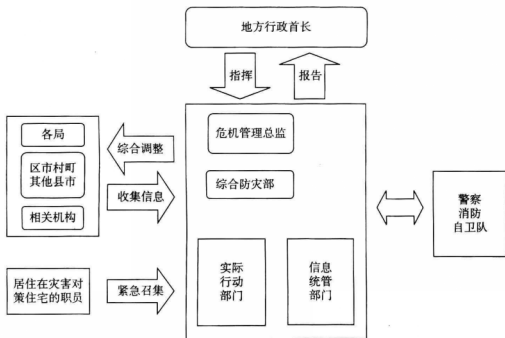 地方行政首长
指挥
报告
各局
区市村町
其他县市
相关机构
综合调整
收集信息
危机管理总监
综合防灾部
警察
消防
自卫队
实际
行动
部门
信息
统管
部门
居住在灾害对
策住宅的职员
紧急召集